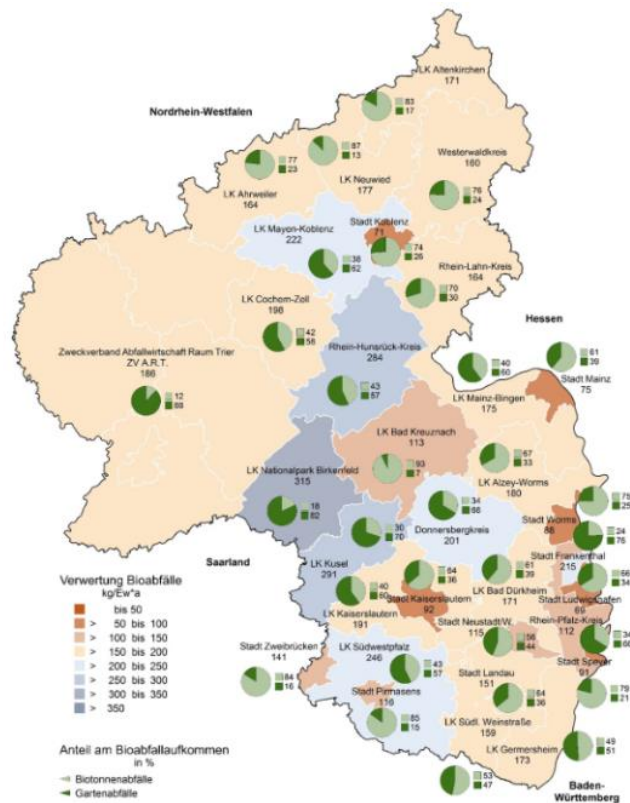 LK Altenkirchen
171
83
17
Nordrhein-Westfalen
87
13
Westerwaldkreis
160
77
23
LK Neuwied
177
LK Ahrweiler
164
76
24
Stadt Koblenz
71
LK Mayen-Koblenz
222
74
26
38
62
Rhein-Lahn-Kreis
164
70
30
LK Cochem-Zell
196
Hessen
42
58
Rhein-Hunsrück-Kreis
284
61
39
40
60
Stadt Mainz
75
Zweckverband Abfallwirtschaft Raum Trier
ZV A.R.T.
186
12
88
43
57
LK Mainz-Bingen
175
LK Bad Kreuznach
113
67
33
93
7
LK Alzey-Worms
180
LK Nationalpark Birkenfeld
315
18
82
34
66
75
25
Stadt Worms
88
Donnersbergkreis
201
30
70
24
76
Saarland
LK Kusel
291
Stadt Frankenthal
215
66
34
Verwertung Bioabfälle
kg/Ew*a
bis 50
> 50 bis 100
> 100 bis 150
> 150 bis 200
> 200 bis 250
> 250 bis 300
> 300 bis 350
> 350
64
36
61
39
40
60
Stadt Kaiserslautern
92
LK Bad Dürkheim
171
Stadt Ludwigshafen
69
LK Kaiserslautern
191
Rhein-Pfalz-Kreis
112
Stadt Neustadt/W.
115
34
66
56
44
Stadt Zweibrücken
141
LK Südwestpfalz
246
Stadt Speyer
91
84
16
43
57
Stadt Landau
151
79
21
Stadt Pirmasens
116
64
36
85
15
LK Südl. Weinstraße
159
LK Germersheim
173
49
51
53
47
Baden-
Württemberg
Anteil am Bioabfallaufkommen
in %
Biotonnenabfälle
Gartenabfälle